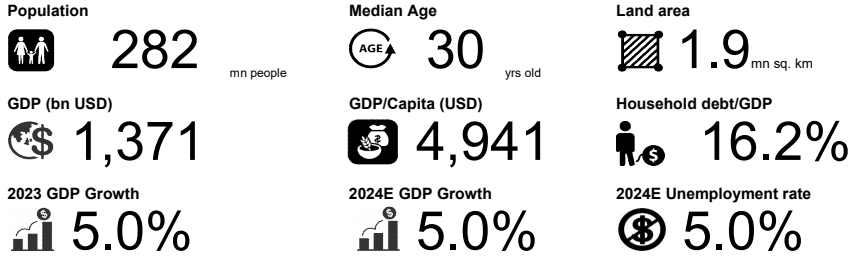 Population
282 mn people
Median Age
AGE 30 yrs old
Land area
1.9 mn sq. km
GDP (bn USD)
$ 1,371
GDP/Capita (USD)
4,941
Household debt/GDP
$ 16.2%
2023 GDP Growth
$ 5.0%
2024E GDP Growth
$ 5.0%
2024E Unemployment rate
$ 5.0%